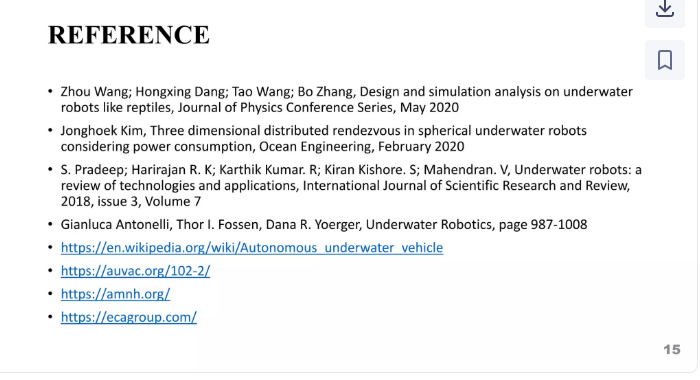 REFERENCE
• Zhou Wang; Hongxing Dang; Tao Wang; Bo Zhang, Design and simulation analysis on underwater
robots like reptiles, Journal of Physics Conference Series, May 2020
• Jonghoek Kim, Three dimensional distributed rendezvous in spherical underwater robots
considering power consumption, Ocean Engineering, February 2020
• S. Pradeep; Harirajan R. K; Karthik Kumar. R; Kiran Kishore. S; Mahendran. V, Underwater robots: a
review of technologies and applications, International Journal of Scientific Research and Review,
2018, issue 3, Volume 7
• Gianluca Antonelli, Thor I. Fossen, Dana R. Yoerger, Underwater Robotics, page 987-1008
• https://en.wikipedia.org/wiki/Autonomous_underwater_vehicle
• https://auvac.org/102-2/
• https://amnh.org/
• https://ecagroup.com/
15